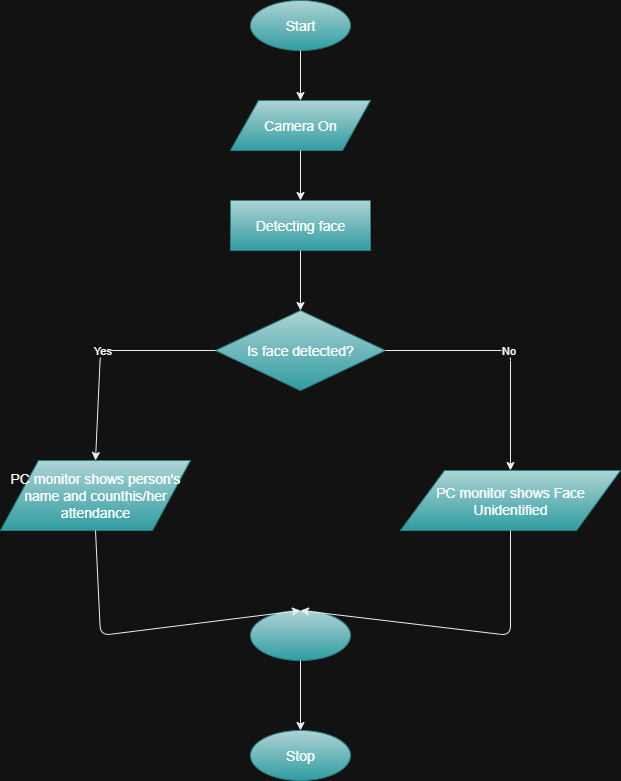 Start
Camera On
Detecting face
Is face detected?
Yes
No
PC monitor shows person's
name and counthis/her
attendance
PC monitor shows Face
Unidentified
Stop